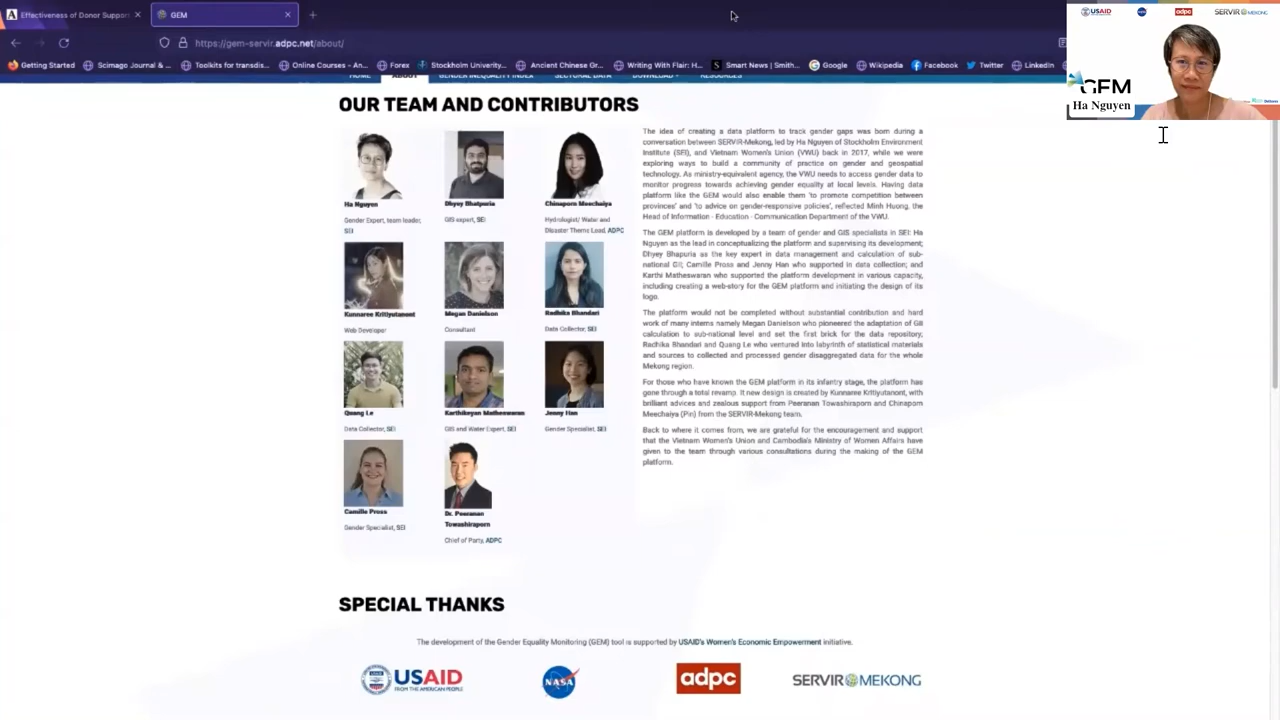 Effectiveness of Donor Suppor
GEM
https://gem-servir.adpc.net/about/
Getting Started
Scimago Journal & ...
Toolkits for transdis...
Online Courses - An...
Forex
Stockholm Univer...
Ancient Chinese Gr...
Writing With Flair: H...
Smart News | Smith...
Google
Wikipedia
Facebook
Twitter
LinkedIn
USAID
adpc
SERVIR MEKONG
GEM
Ha Nguyen
HOME
ABOUT
GENDER INEQUALITY INDEX
SECTORAL DATA
DOWNLOAD
RESOURCES
OUR TEAM AND CONTRIBUTORS
Ha Nguyen
Gender Expert, team leader,
SEI
Dhyey Bhatpuria
GIS expert, SEI
Chinaporn Meechaiya
Hydrologist/ Water and
Disaster Theme Lead, ADPC
Kunnaree Kritiyutanont
Web Developer
Megan Danielson
Consultant
Radhika Bhandari
Data Collector, SEI
Quang Le
Data Collector, SEI
Karthikeyan Matheswaran
GIS and Water Expert, SEI
Jenny Han
Gender Specialist, SEI
Camille Pross
Gender Specialist, SEI
Dr. Peeranan
Towashiraporn
Chief of Party, ADPC
The idea of creating a data platform to track gender gaps was born during a
conversation between SERVIR-Mekong, led by Ha Nguyen of Stockholm Environment
Institute (SEI), and Vietnam Women's Union (VWU) back in 2017, while we were
exploring ways to build a community of practice on gender and geospatial
technology. As ministry-equivalent agency, the VWU needs to access gender data to
monitor progress towards achieving gender equality at local levels. Having data
platform like the GEM would also enable them 'to promote competition between
provinces' and 'to advice on gender-responsive policies', reflected Minh Huong, the
Head of Information - Education - Communication Department of the VWU.
The GEM platform is developed by a team of gender and GIS specialists in SEI: Ha
Nguyen as the lead in conceptualizing the platform and supervising its development;
Dhyey Bhapuria as the key expert in data management and calculation of sub-
national GII; Camille Pross and Jenny Han who supported in data collection; and
Karthi Matheswaran who supported the platform development in various capacity,
including creating a web-story for the GEM platform and initiating the design of its
logo.
The platform would not be completed without substantial contribution and hard
work of many interns namely Megan Danielson who pioneered the adaptation of GII
calculation to sub-national level and set the first brick for the data repository;
Radhika Bhandari and Quang Le who ventured into labyrinth of statistical materials
and sources to collected and processed gender disaggregated data for the whole
Mekong region.
For those who have known the GEM platform in its infantry stage, the platform has
gone through a total revamp. It new design is created by Kunnaree Kritiyutanont, with
brilliant advices and zealous support from Peeranan Towashiraporn and Chinaporn
Meechaiya (Pin) from the SERVIR-Mekong team.
Back to where it comes from, we are grateful for the encouragement and support
that the Vietnam Women's Union and Cambodia's Ministry of Women Affairs have
given to the team through various consultations during the making of the GEM
platform.
SPECIAL THANKS
The development of the Gender Equality Monitoring (GEM) tool is supported by USAID's Women's Economic Empowerment initiative.
USAID
FROM THE AMERICAN PEOPLE
NASA
adpc
SERVIR MEKONG